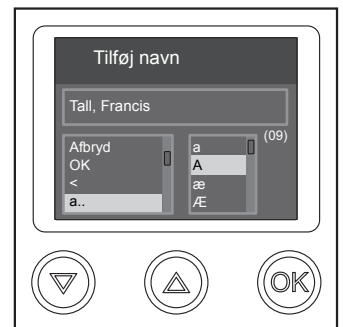 Tilføj navn
Tall, Francis
Afbryd
OK
<
a..
a
A
æ
Æ
(09)
OK